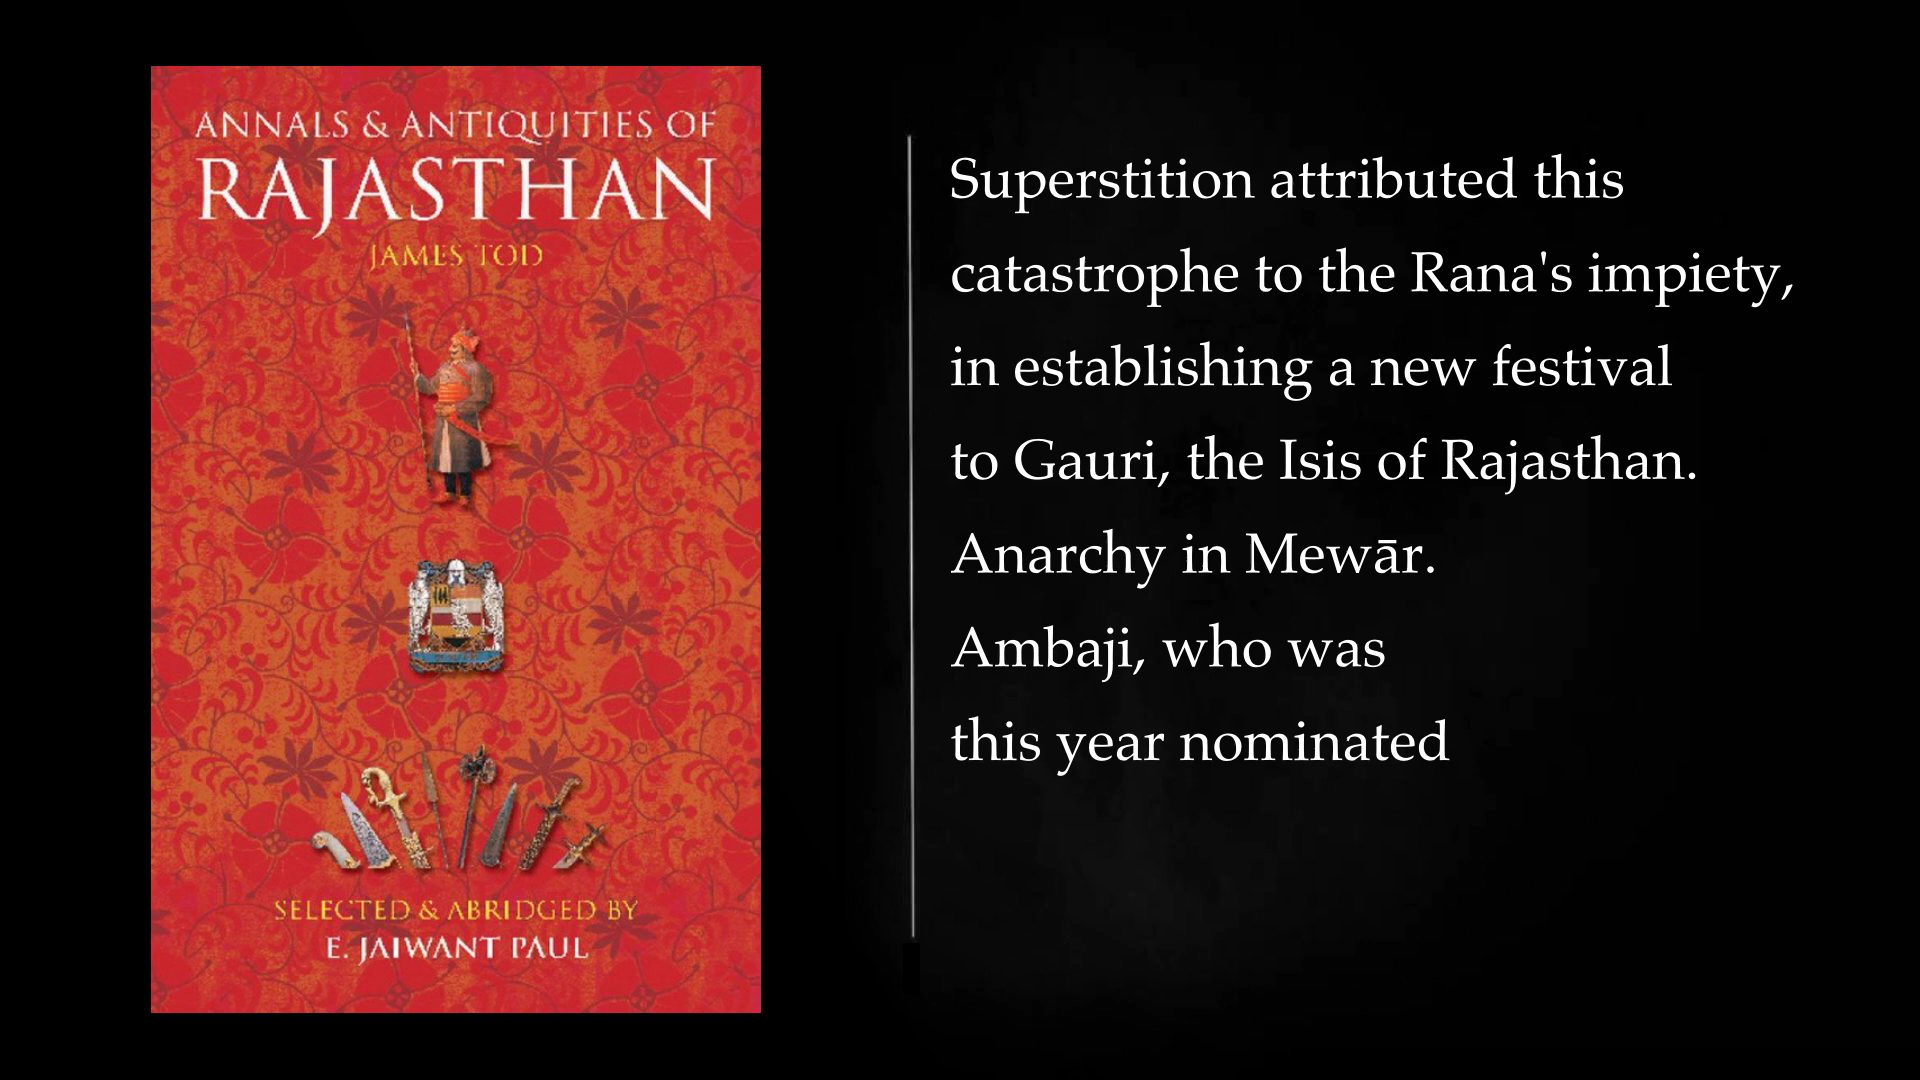 ANNALS & ANTIQUITIES OF
RAJASTHAN
JAMES TOD
SELECTED & ABRIDGED BY
E. JAIWANT PAUL
Superstition attributed this
catastrophe to the Rana's impiety,
in establishing a new festival
to Gauri, the Isis of Rajasthan.
Anarchy in Mewār.
Ambaji, who was
this year nominated